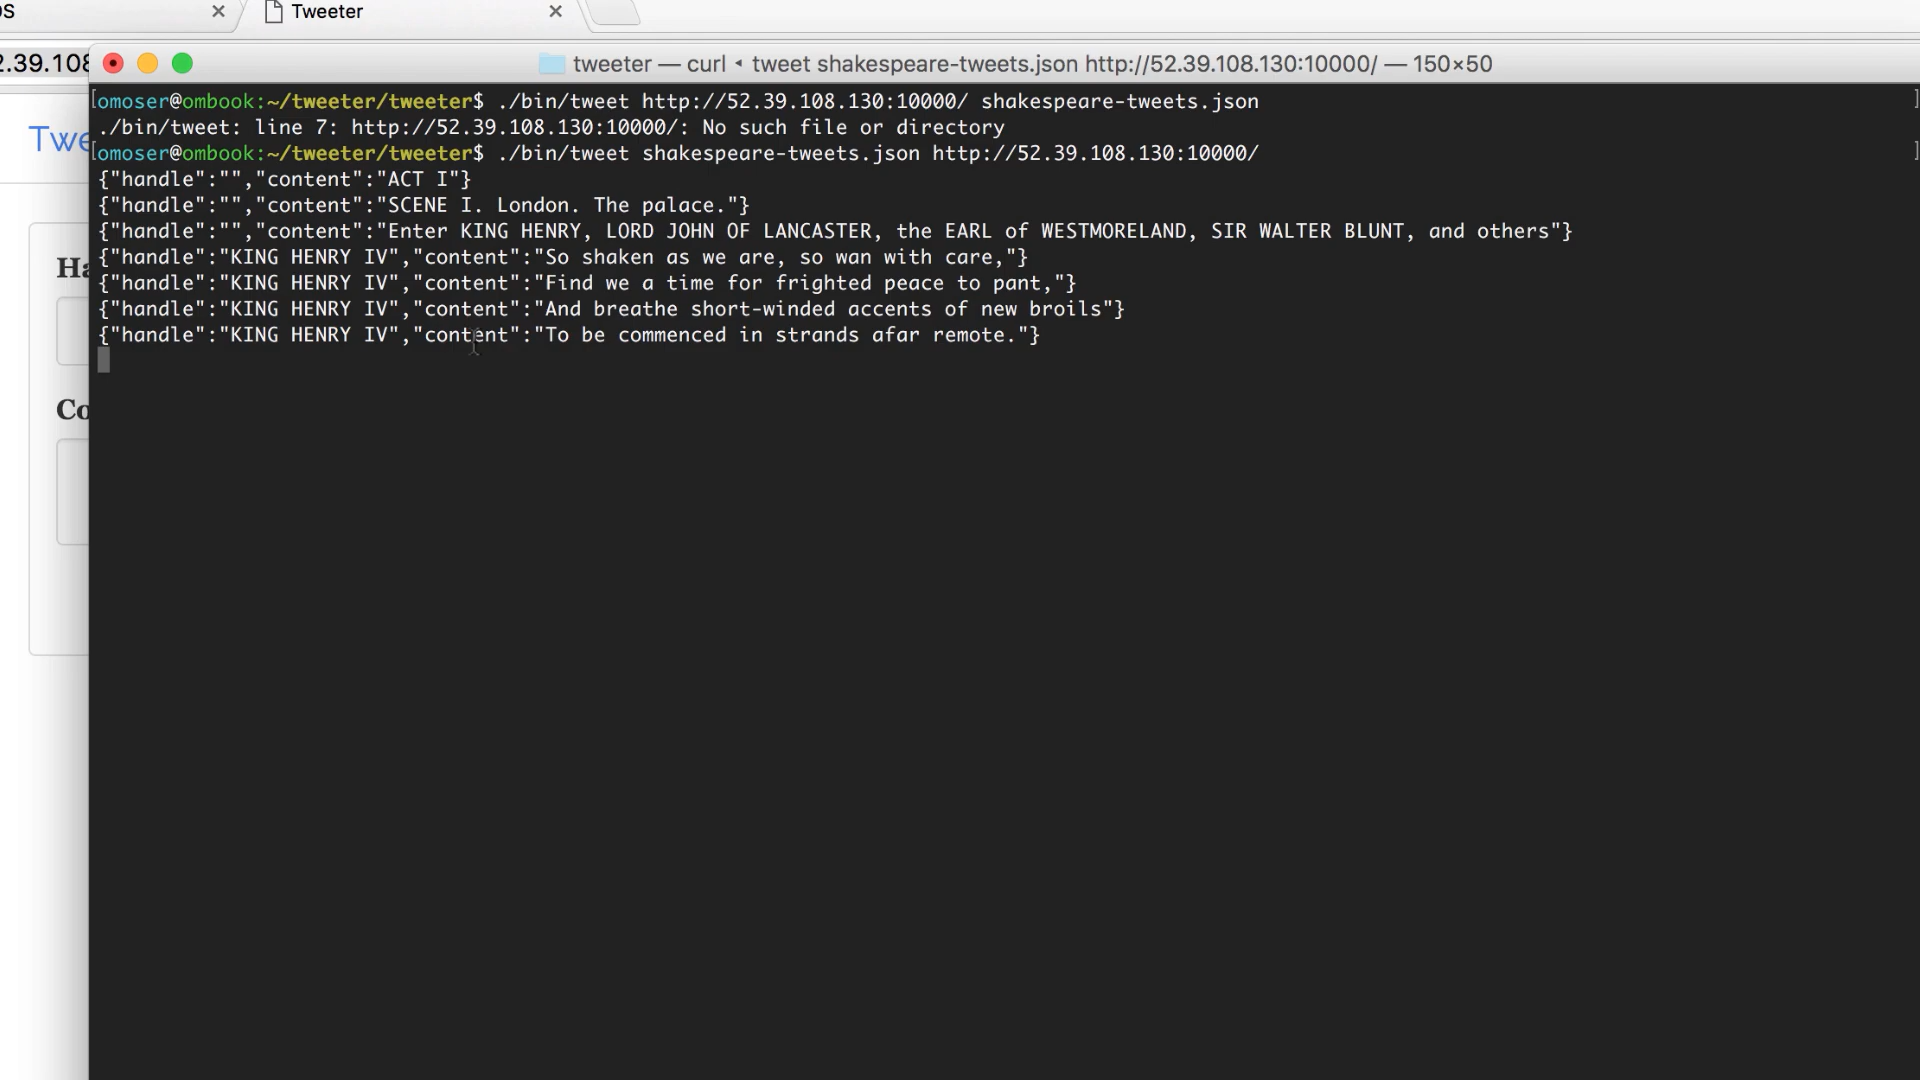 OS
Tweeter
2.39.108
tweeter — curl ◂ tweet shakespeare-tweets.json http://52.39.108.130:10000/ — 150×50
Twe
Ha
Co
[omoser@ombook:~/tweeter/tweeter$ ./bin/tweet http://52.39.108.130:10000/ shakespeare-tweets.json ]
./bin/tweet: line 7: http://52.39.108.130:10000/: No such file or directory
[omoser@ombook:~/tweeter/tweeter$ ./bin/tweet shakespeare-tweets.json http://52.39.108.130:10000/ ]
{"handle":"","content":"ACT I"}
{"handle":"","content":"SCENE I. London. The palace."}
{"handle":"","content":"Enter KING HENRY, LORD JOHN OF LANCASTER, the EARL of WESTMORELAND, SIR WALTER BLUNT, and others"}
{"handle":"KING HENRY IV","content":"So shaken as we are, so wan with care,"}
{"handle":"KING HENRY IV","content":"Find we a time for frighted peace to pant,"}
{"handle":"KING HENRY IV","content":"And breathe short-winded accents of new broils"}
{"handle":"KING HENRY IV","content":"To be commenced in strands afar remote."}